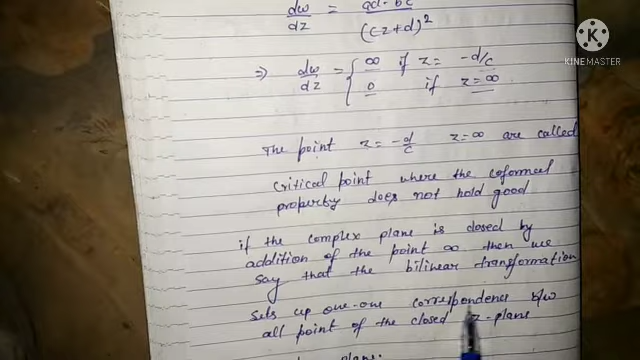 dw/dz = ad-bc/(cz+d)²
⇒ dw/dz = { ∞ if z = -d/c
0 if z = ∞
The point z = -d/c z = ∞ are called
critical point where the coformal
property does not hold good
if the complex plane is closed by
addition of the point ∞ then we
say that the bilinear transformation
Sets up one-one correspondence b/w
all point of the closed z-plane
plane.
K
KINEMASTER